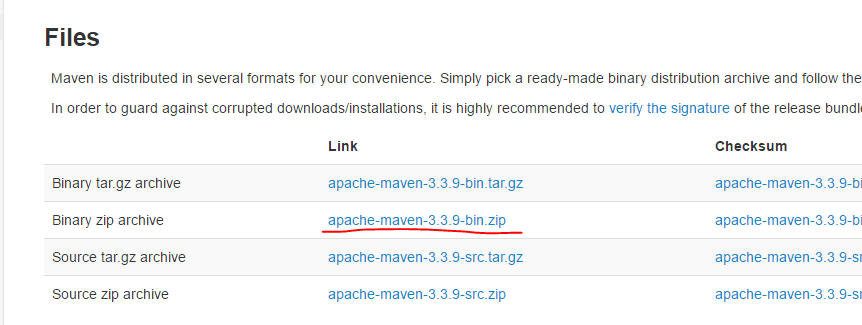 Files
Maven is distributed in several formats for your convenience. Simply pick a ready-made binary distribution archive and follow the
In order to guard against corrupted downloads/installations, it is highly recommended to verify the signature of the release bundl
Link Checksum
Binary tar.gz archive apache-maven-3.3.9-bin.tar.gz apache-maven-3.3.9-bi
Binary zip archive apache-maven-3.3.9-bin.zip apache-maven-3.3.9-bi
Source tar.gz archive apache-maven-3.3.9-src.tar.gz apache-maven-3.3.9-sr
Source zip archive apache-maven-3.3.9-src.zip apache-maven-3.3.9-sr